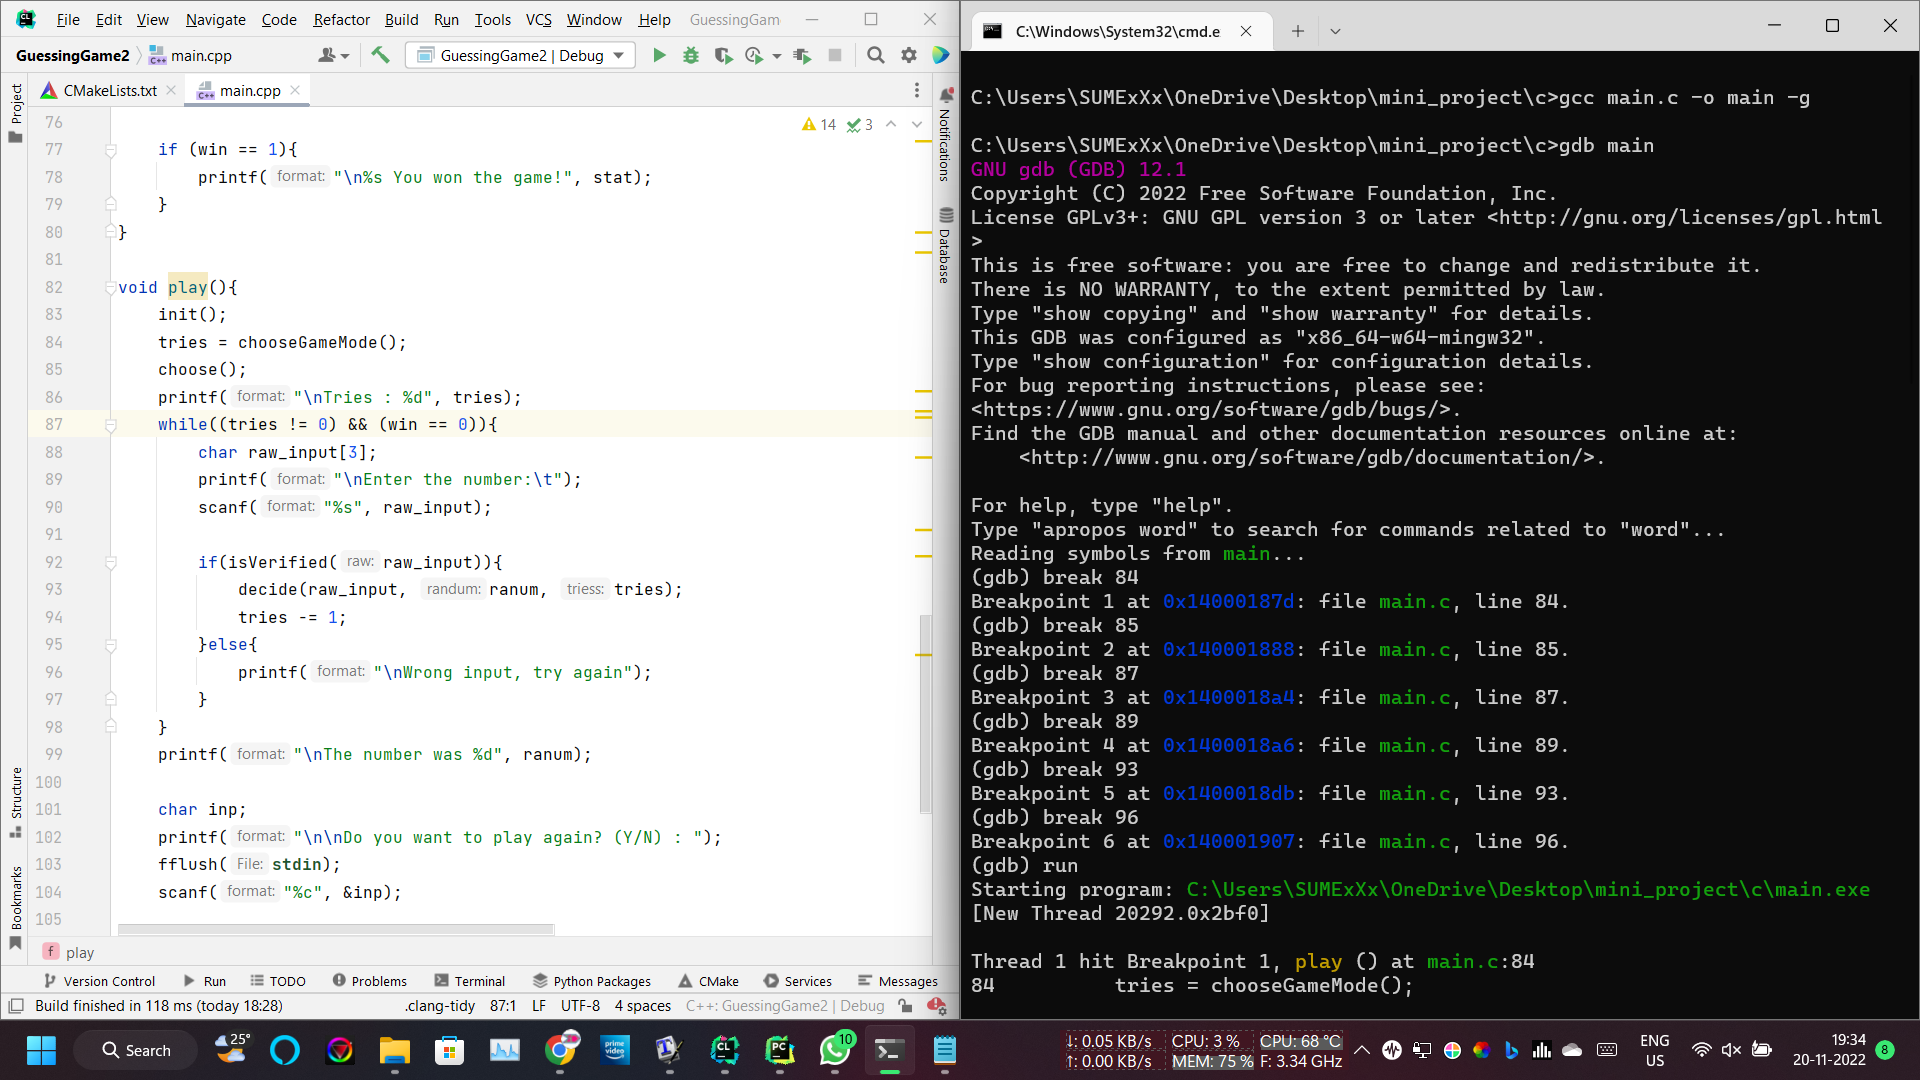 File Edit View Navigate Code Refactor Build Run Tools VCS Window Help GuessingGam
GuessingGame2 main.cpp GuessingGame2 | Debug
CMakeLists.txt main.cpp
Project
Notifications
Database
Structure
Bookmarks
14 3
76
77 if (win == 1){
78 printf( format: "\n%s You won the game!", stat);
79 }
80 }
81
82 void play(){
83 init();
84 tries = chooseGameMode();
85 choose();
86 printf( format: "\nTries : %d", tries);
87 while((tries != 0) && (win == 0)){
88 char raw_input[3];
89 printf( format: "\nEnter the number:\t");
90 scanf( format: "%s", raw_input);
91
92 if(isVerified( raw: raw_input)){
93 decide(raw_input, randum: ranum, triess: tries);
94 tries -= 1;
95 }else{
96 printf( format: "\nWrong input, try again");
97 }
98 }
99 printf( format: "\nThe number was %d", ranum);
100
101 char inp;
102 printf( format: "\n\nDo you want to play again? (Y/N) : ");
103 fflush( File: stdin);
104 scanf( format: "%c", &inp);
105
f play
Version Control Run TODO Problems Terminal Python Packages CMake Services Messages
Build finished in 118 ms (today 18:28) .clang-tidy 87:1 LF UTF-8 4 spaces C++: GuessingGame2 | Debug
C:\Windows\System32\cmd.e
C:\Users\SUMExXx\OneDrive\Desktop\mini_project\c>gcc main.c -o main -g
C:\Users\SUMExXx\OneDrive\Desktop\mini_project\c>gdb main
GNU gdb (GDB) 12.1
Copyright (C) 2022 Free Software Foundation, Inc.
License GPLv3+: GNU GPL version 3 or later <http://gnu.org/licenses/gpl.html
>
This is free software: you are free to change and redistribute it.
There is NO WARRANTY, to the extent permitted by law.
Type "show copying" and "show warranty" for details.
This GDB was configured as "x86_64-w64-mingw32".
Type "show configuration" for configuration details.
For bug reporting instructions, please see:
<https://www.gnu.org/software/gdb/bugs/>.
Find the GDB manual and other documentation resources online at:
<http://www.gnu.org/software/gdb/documentation/>.
For help, type "help".
Type "apropos word" to search for commands related to "word"...
Reading symbols from main...
(gdb) break 84
Breakpoint 1 at 0x14000187d: file main.c, line 84.
(gdb) break 85
Breakpoint 2 at 0x140001888: file main.c, line 85.
(gdb) break 87
Breakpoint 3 at 0x1400018a4: file main.c, line 87.
(gdb) break 89
Breakpoint 4 at 0x1400018a6: file main.c, line 89.
(gdb) break 93
Breakpoint 5 at 0x1400018db: file main.c, line 93.
(gdb) break 96
Breakpoint 6 at 0x140001907: file main.c, line 96.
(gdb) run
Starting program: C:\Users\SUMExXx\OneDrive\Desktop\mini_project\c\main.exe
[New Thread 20292.0x2bf0]
Thread 1 hit Breakpoint 1, play () at main.c:84
84 tries = chooseGameMode();
Search 25° prime video CL PC 10
↓: 0.05 KB/s CPU: 3 % CPU: 68 °C
↑: 0.00 KB/s MEM: 75 % F: 3.34 GHz
ENG
US
19:34
20-11-2022
8